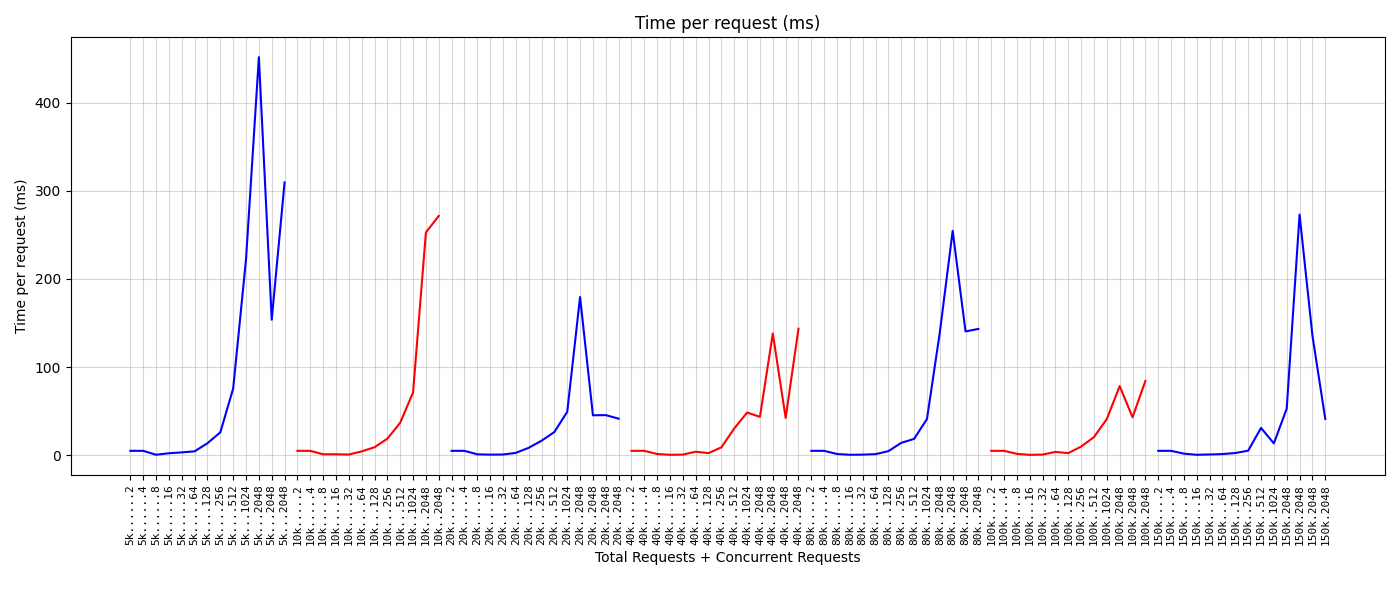 Time per request (ms)
Time per request (ms)
400
300
200
100
0
5k......2
5k......4
5k......8
5k.....16
5k.....32
5k.....64
5k....128
5k....256
5k....512
5k...1024
5k...2048
5k...2048
5k...2048
10k.....2
10k.....4
10k.....8
10k....16
10k....32
10k....64
10k...128
10k...256
10k...512
10k..1024
10k..2048
10k..2048
20k.....2
20k.....4
20k.....8
20k....16
20k....32
20k....64
20k...128
20k...256
20k...512
20k..1024
20k..2048
20k..2048
20k..2048
20k..2048
40k.....2
40k.....4
40k.....8
40k....16
40k....32
40k....64
40k...128
40k...256
40k...512
40k..1024
40k..2048
40k..2048
40k..2048
40k..2048
80k.....2
80k.....4
80k.....8
80k....16
80k....32
80k....64
80k...128
80k...256
80k...512
80k..1024
80k..2048
80k..2048
80k..2048
80k..2048
100k....2
100k....4
100k....8
100k...16
100k...32
100k...64
100k..128
100k..256
100k..512
100k.1024
100k.2048
100k.2048
100k.2048
150k....2
150k....4
150k....8
150k...16
150k...32
150k...64
150k..128
150k..256
150k..512
150k.1024
150k.2048
150k.2048
150k.2048
150k.2048
Total Requests + Concurrent Requests